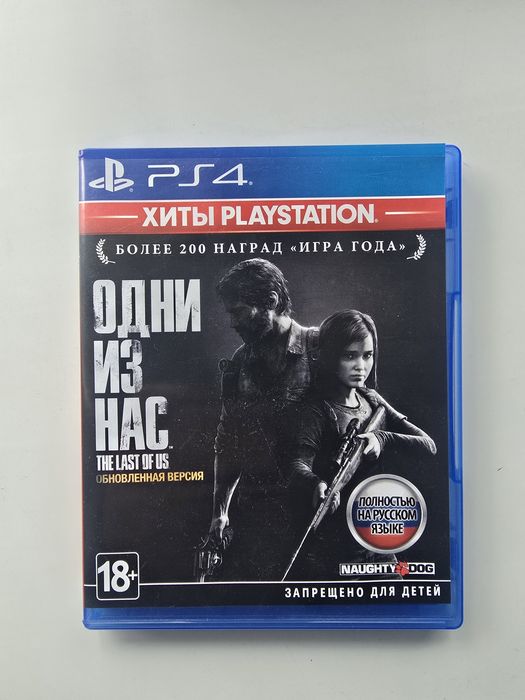 PS4
ХИТЫ PLAYSTATION®
БОЛЕЕ 200 НАГРАД «ИГРА ГОДА»
ОДНИ
ИЗ
НАС
THE LAST OF US
ОБНОВЛЕННАЯ ВЕРСИЯ
ПОЛНОСТЬЮ
НА РУССКОМ
ЯЗЫКЕ
NAUGHTY DOG
18+
ЗАПРЕЩЕНО ДЛЯ ДЕТЕЙ